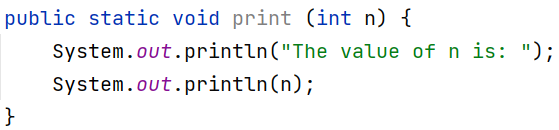 public static void print (int n) {
    System.out.println("The value of n is: ");
    System.out.println(n);
}